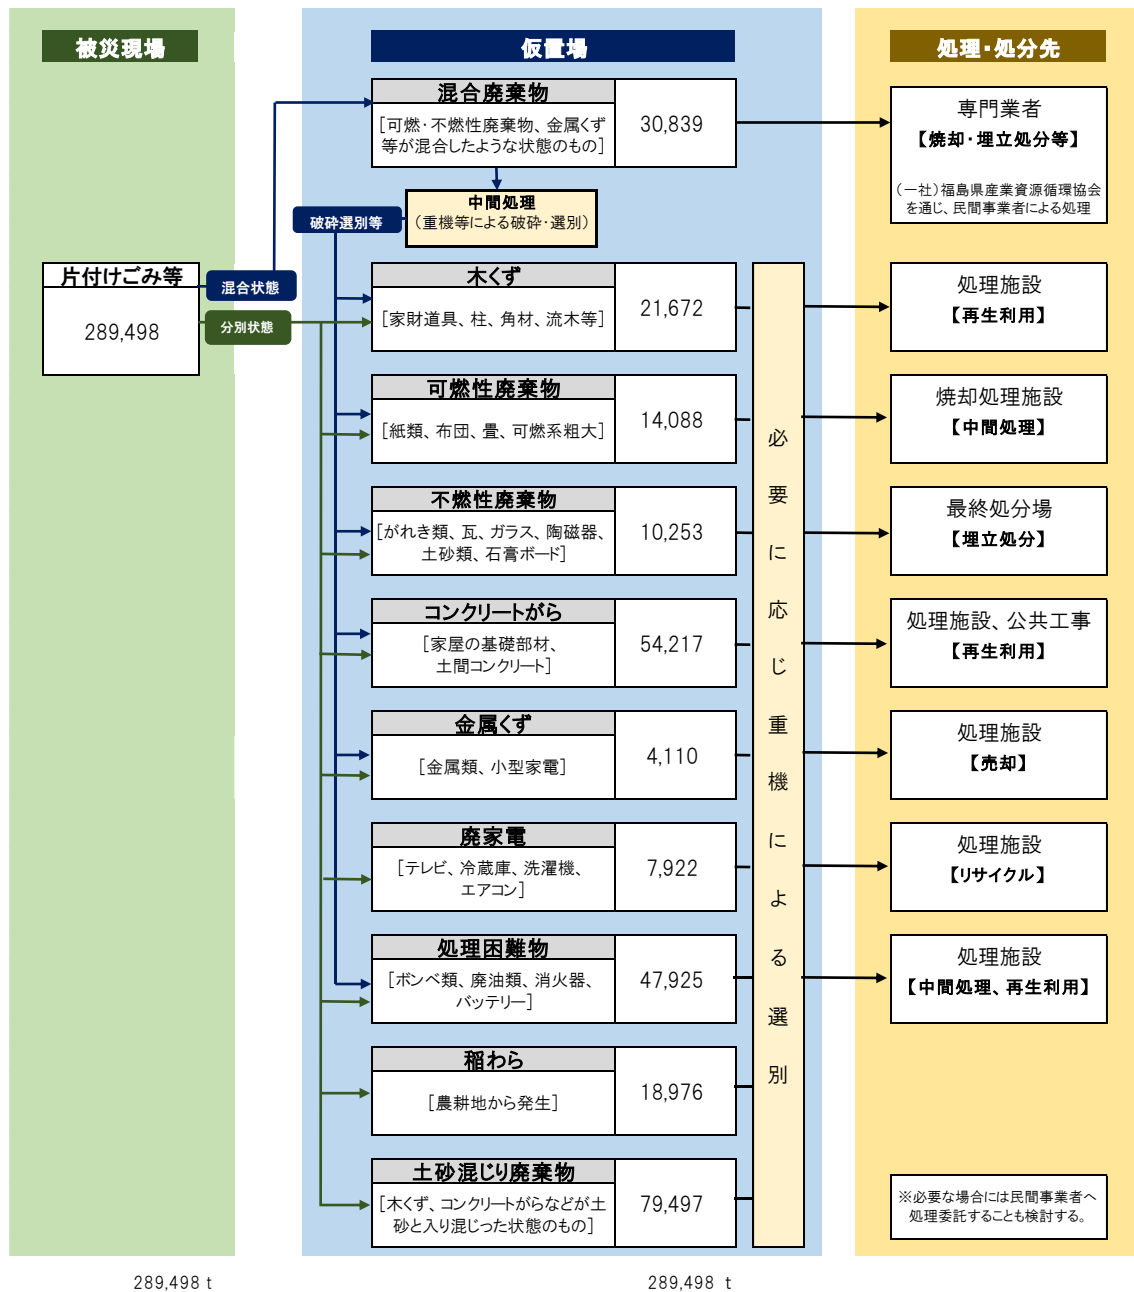 被災現場
仮置場
処理・処分先
混合廃棄物
[可燃・不燃性廃棄物、金属くず
等が混合したような状態のもの]
30,839
専門業者
【焼却・埋立処分等】
(一社)福島県産業資源循環協会
を通じ、民間事業者による処理
中間処理
(重機等による破砕・選別)
破砕選別等
片付けごみ等
289,498
混合状態
分別状態
木くず
[家財道具、柱、角材、流木等]
21,672
処理施設
【再生利用】
可燃性廃棄物
[紙類、布団、畳、可燃系粗大]
14,088
焼却処理施設
【中間処理】
不燃性廃棄物
[がれき類、瓦、ガラス、陶磁器、
土砂類、石膏ボード]
10,253
最終処分場
【埋立処分】
コンクリートがら
[家屋の基礎部材、
土間コンクリート]
54,217
処理施設、公共工事
【再生利用】
金属くず
[金属類、小型家電]
4,110
処理施設
【売却】
廃家電
[テレビ、冷蔵庫、洗濯機、
エアコン]
7,922
処理施設
【リサイクル】
処理困難物
[ボンベ類、廃油類、消火器、
バッテリー]
47,925
処理施設
【中間処理、再生利用】
稲わら
[農耕地から発生]
18,976
土砂混じり廃棄物
[木くず、コンクリートがらなどが土
砂と入り混じった状態のもの]
79,497
必要に応じ重機による選別
※必要な場合には民間事業者へ
処理委託することも検討する。
289,498 t
289,498 t